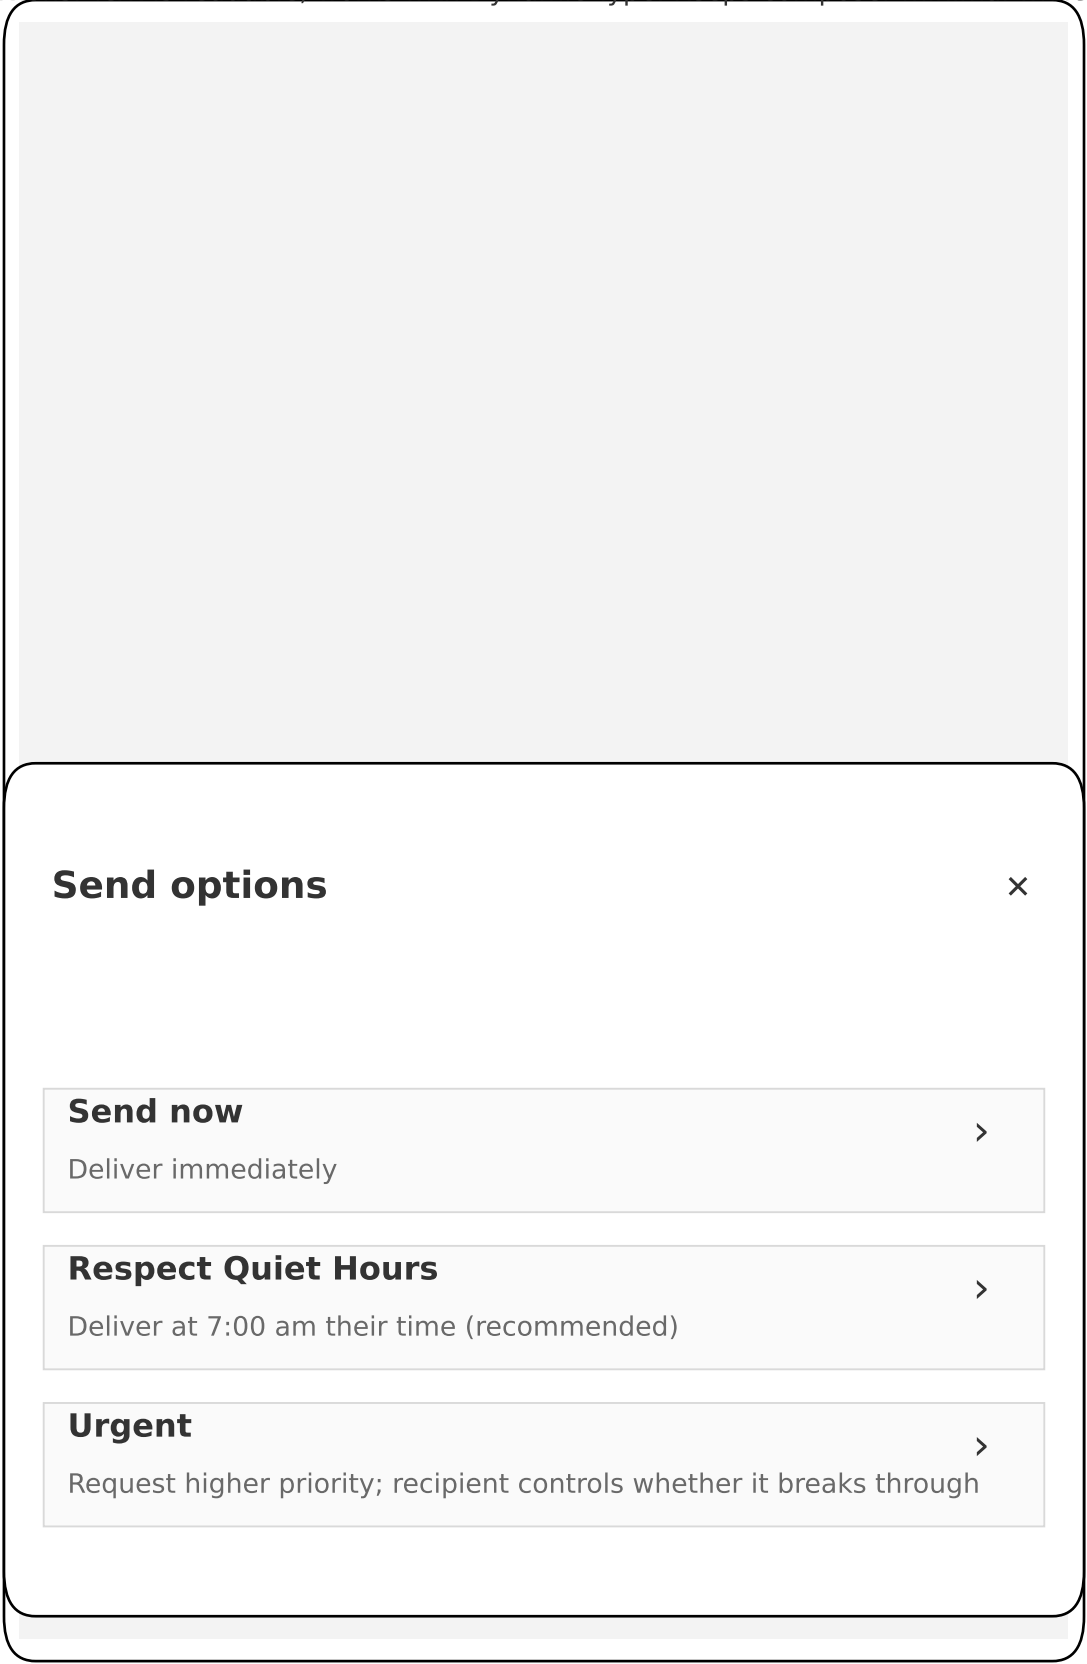 Send options
×
Send now
›
Deliver immediately
Respect Quiet Hours
›
Deliver at 7:00 am their time (recommended)
Urgent
›
Request higher priority; recipient controls whether it breaks through